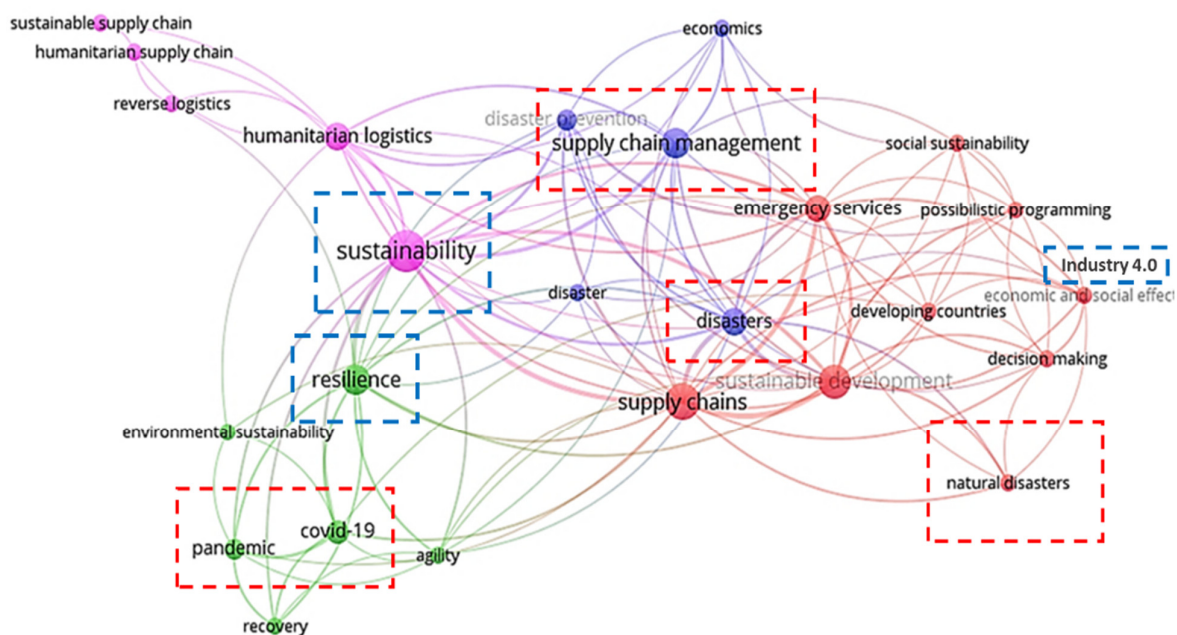 sustainable supply chain
economics
humanitarian supply chain
reverse logistics
disaster prevention
humanitarian logistics
supply chain management
social sustainability
emergency services
possibilistic programming
sustainability
Industry 4.0
disaster
economic and social effect
developing countries
disasters
decision making
resilience
sustainable development
supply chains
environmental sustainability
natural disasters
covid-19
pandemic
agility
recovery